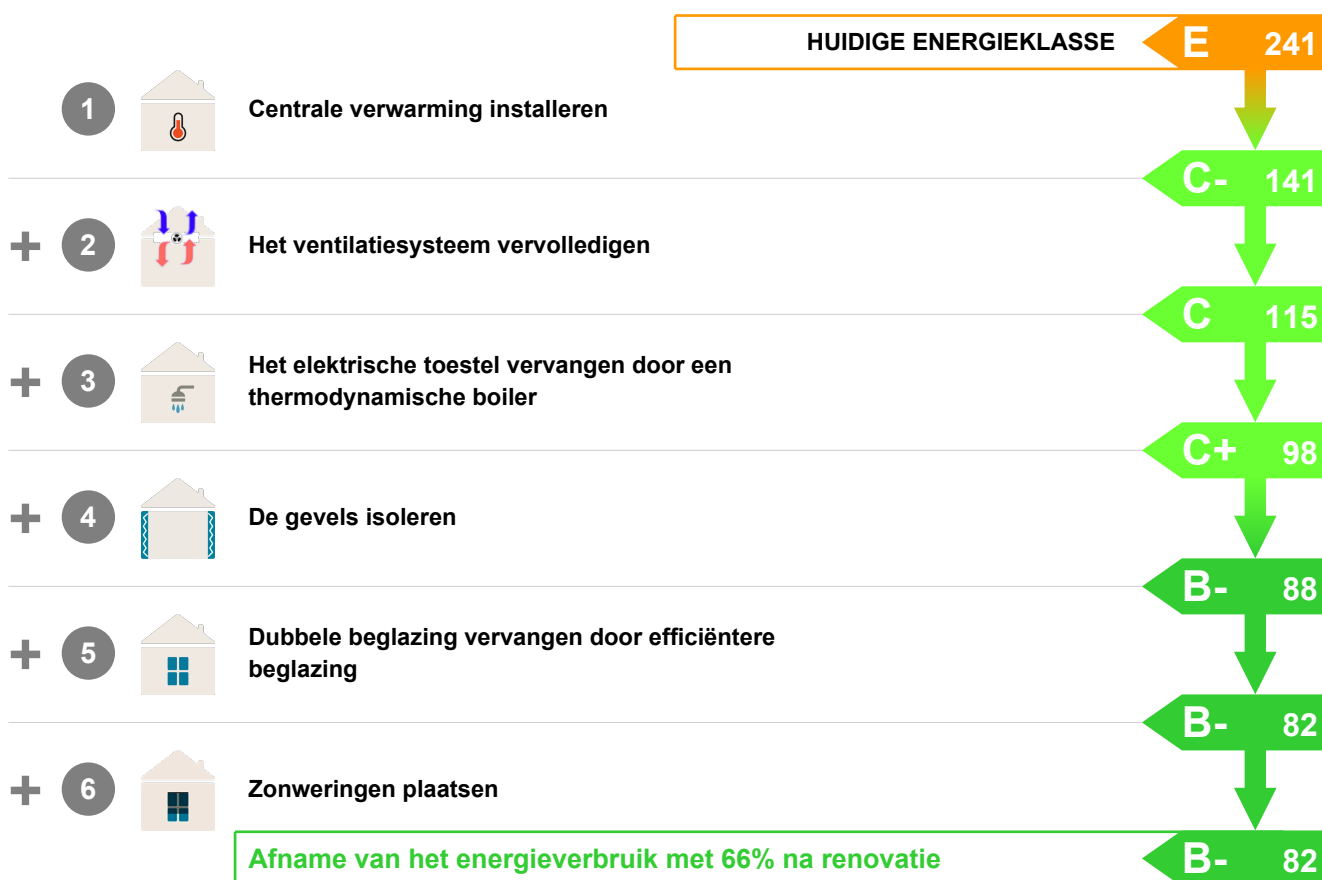 HUIDIGE ENERGIEKLASSE E 241
1 Centrale verwarming installeren
C- 141
+ 2 Het ventilatiesysteem vervolledigen
C 115
+ 3 Het elektrische toestel vervangen door een
thermodynamische boiler
C+ 98
+ 4 De gevels isoleren
B- 88
+ 5 Dubbele beglazing vervangen door efficiëntere
beglazing
B- 82
+ 6 Zonweringen plaatsen
Afname van het energieverbruik met 66% na renovatie B- 82